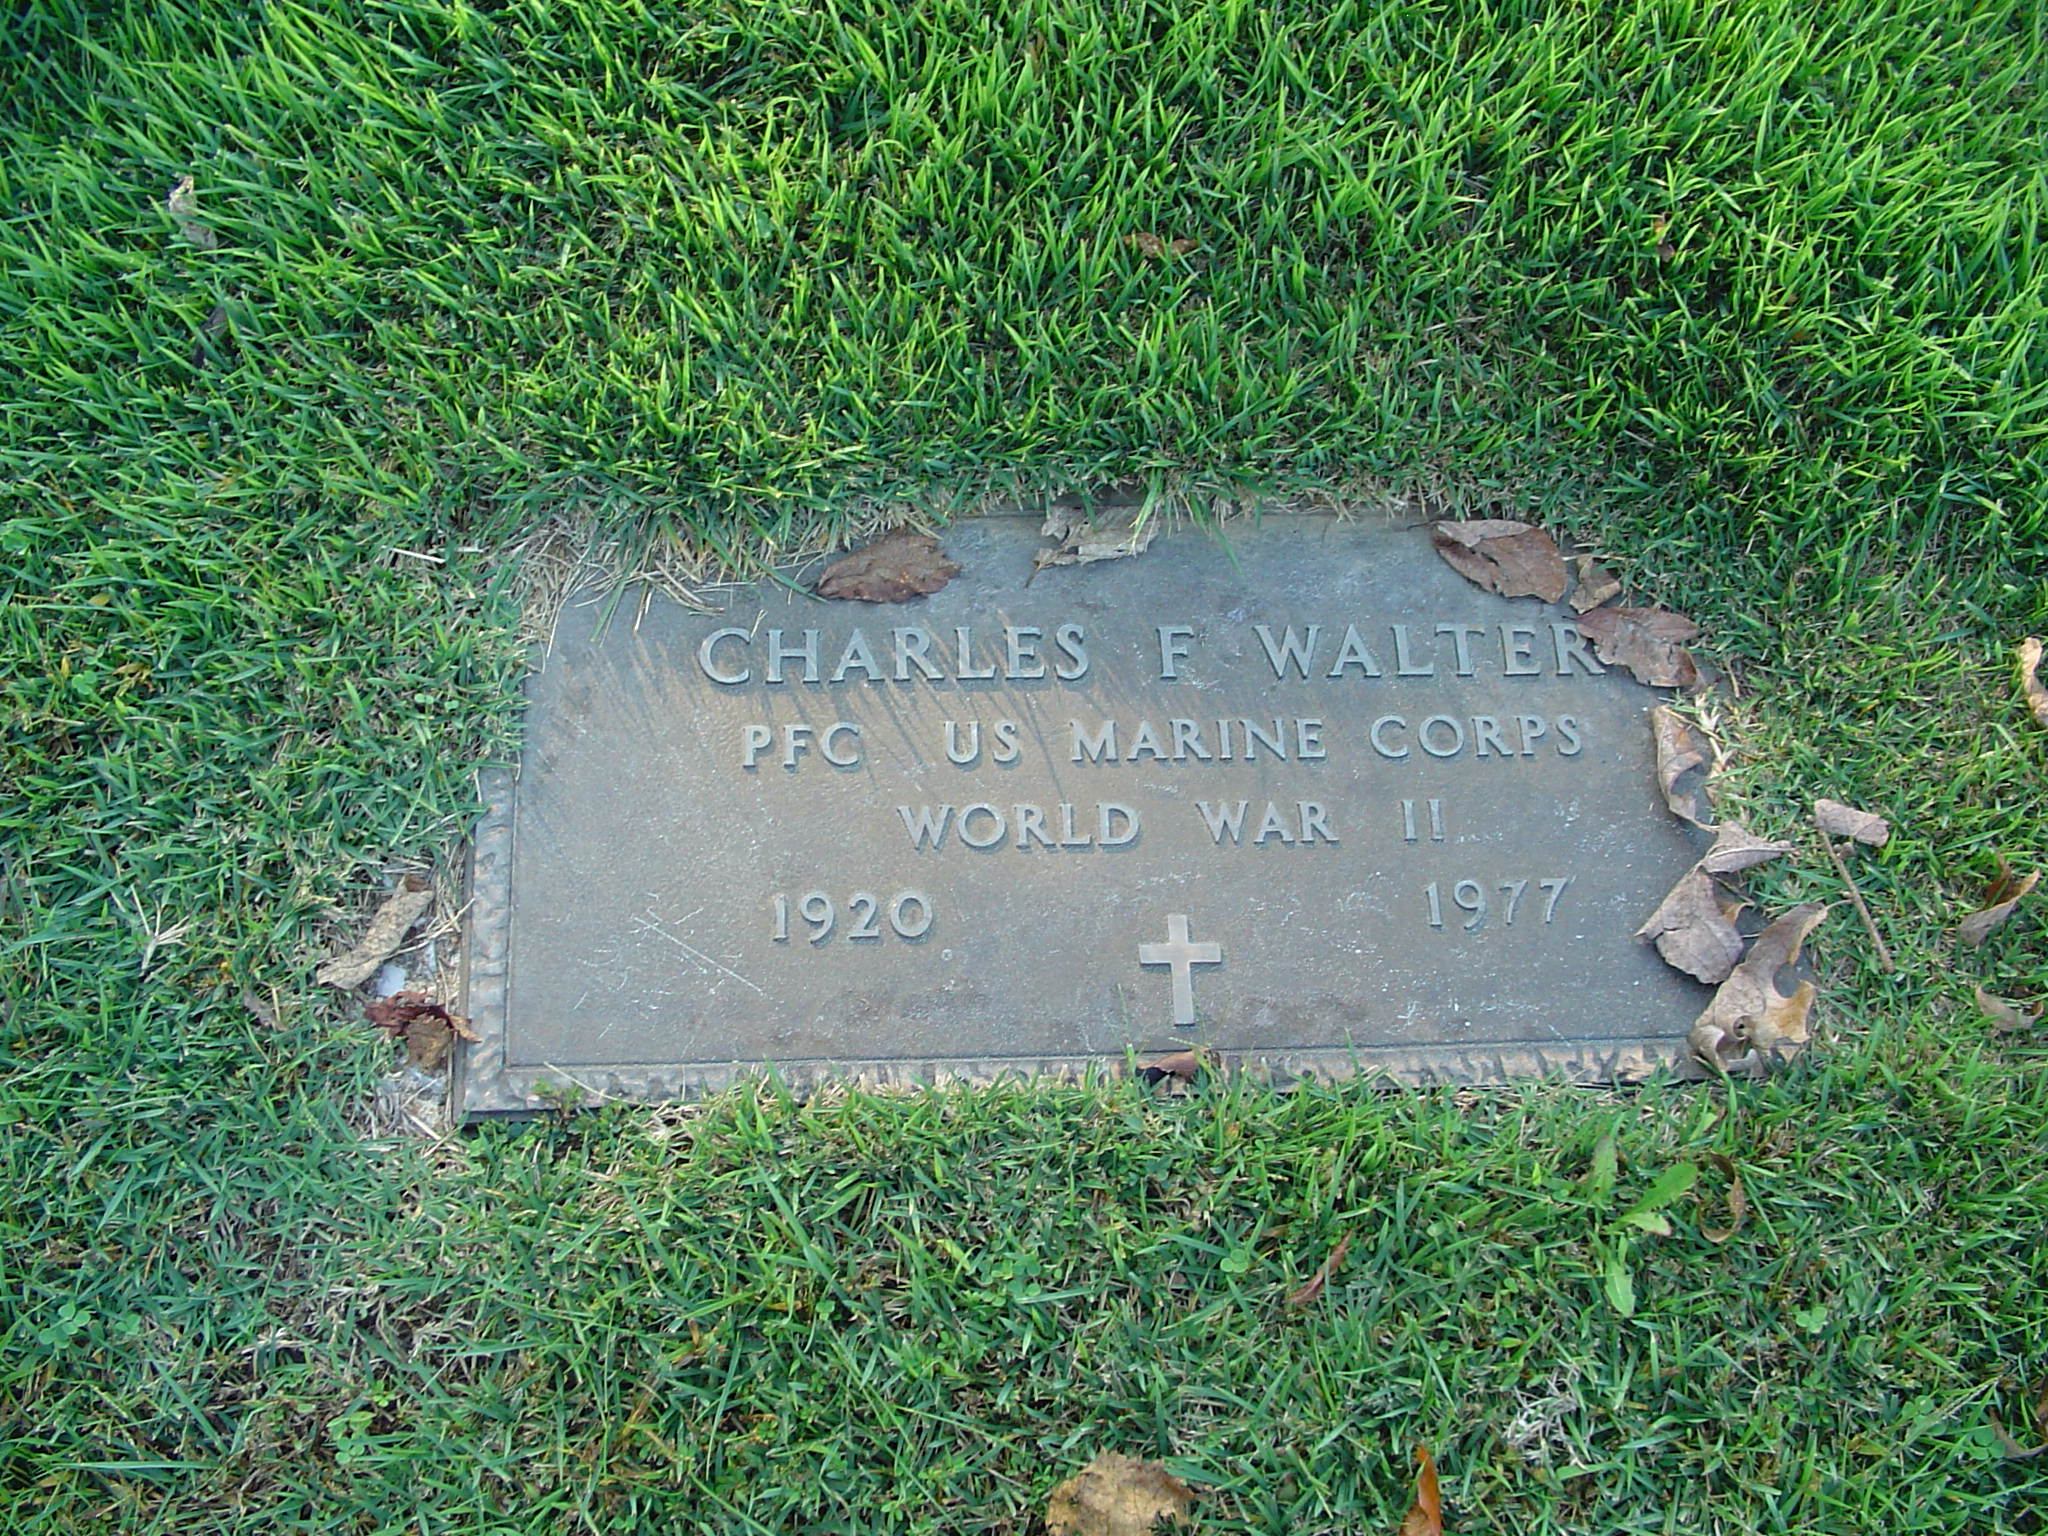 CHARLES F WALTER
PFC US MARINE CORPS
WORLD WAR II
1920 1977